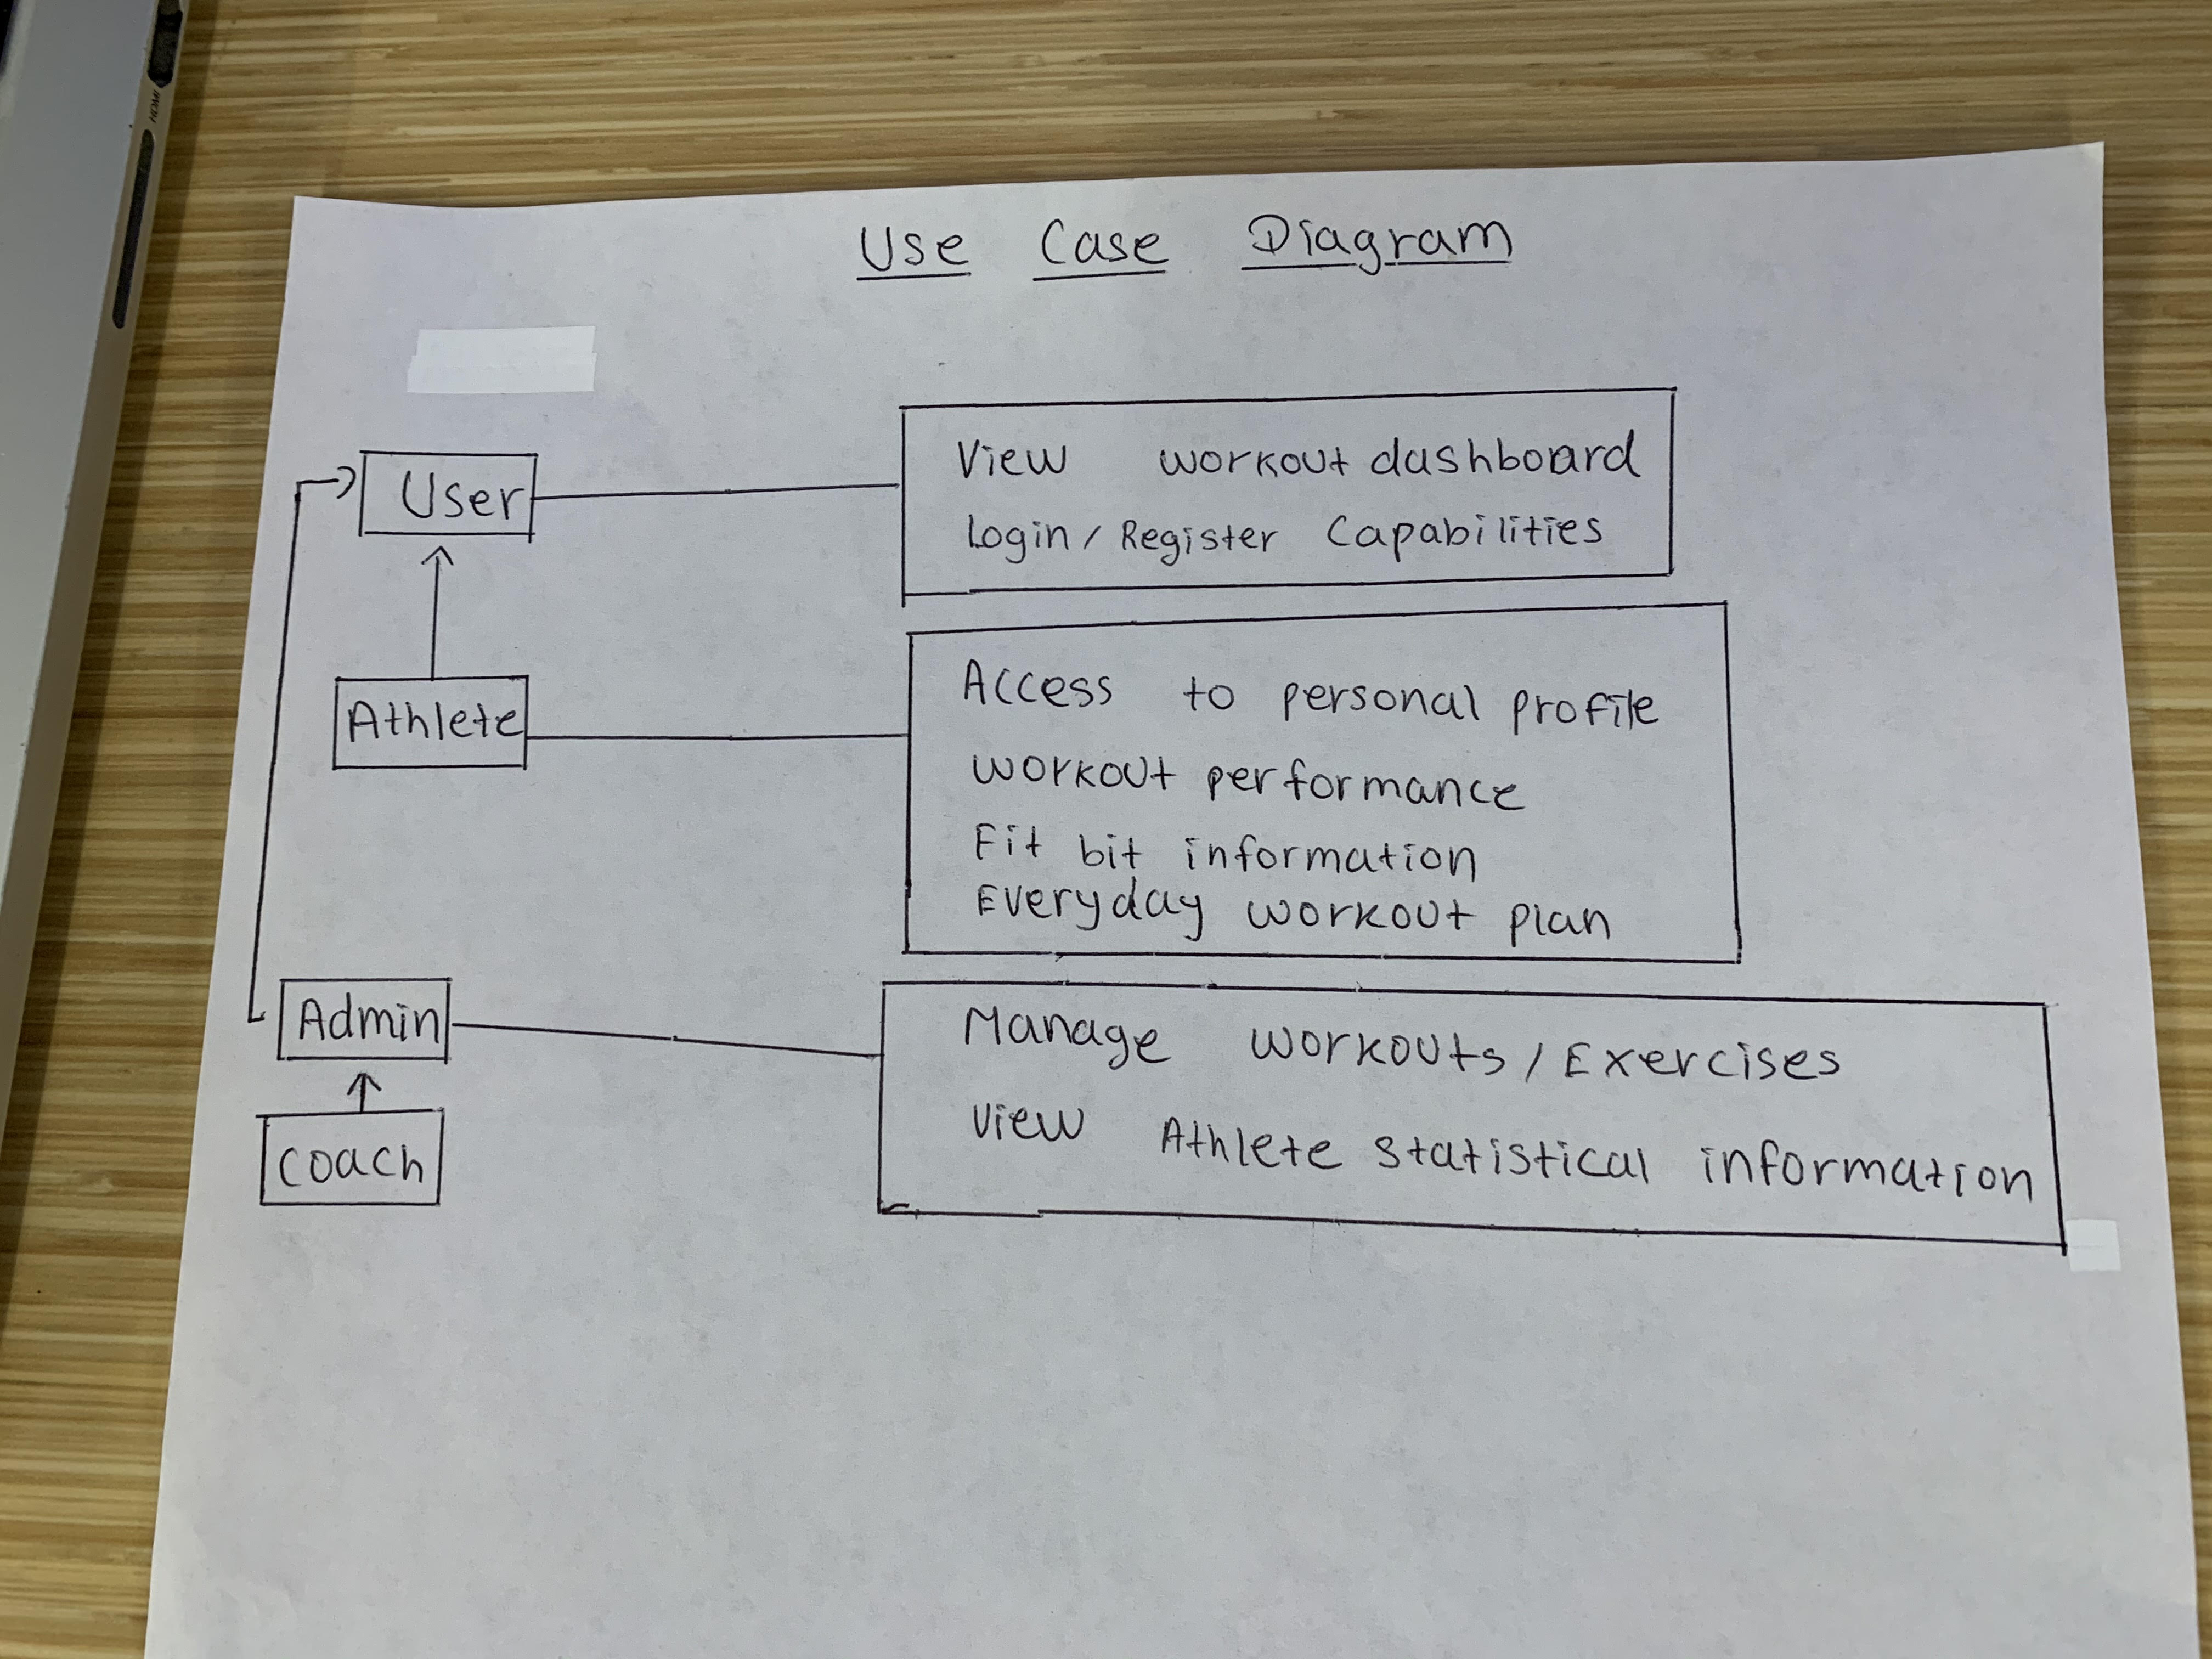 HDMI
Use Case Diagram
User
View workout dashboard
Login / Register Capabilities
Athlete
Access to personal profile
workout performance
Fit bit information
Everyday workout plan
Admin
Manage workouts / Exercises
View Athlete statistical information
coach